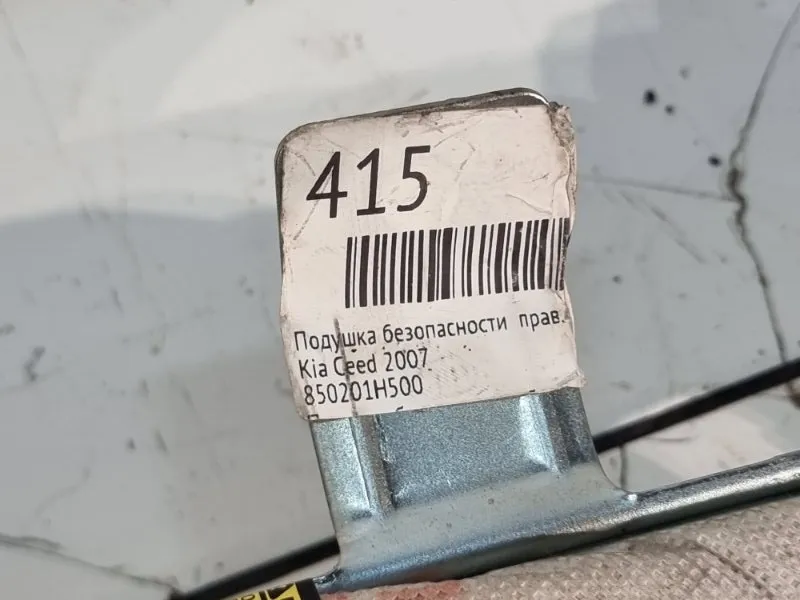 415
Подушка безопасности прав.
Kia Ceed 2007
850201H500